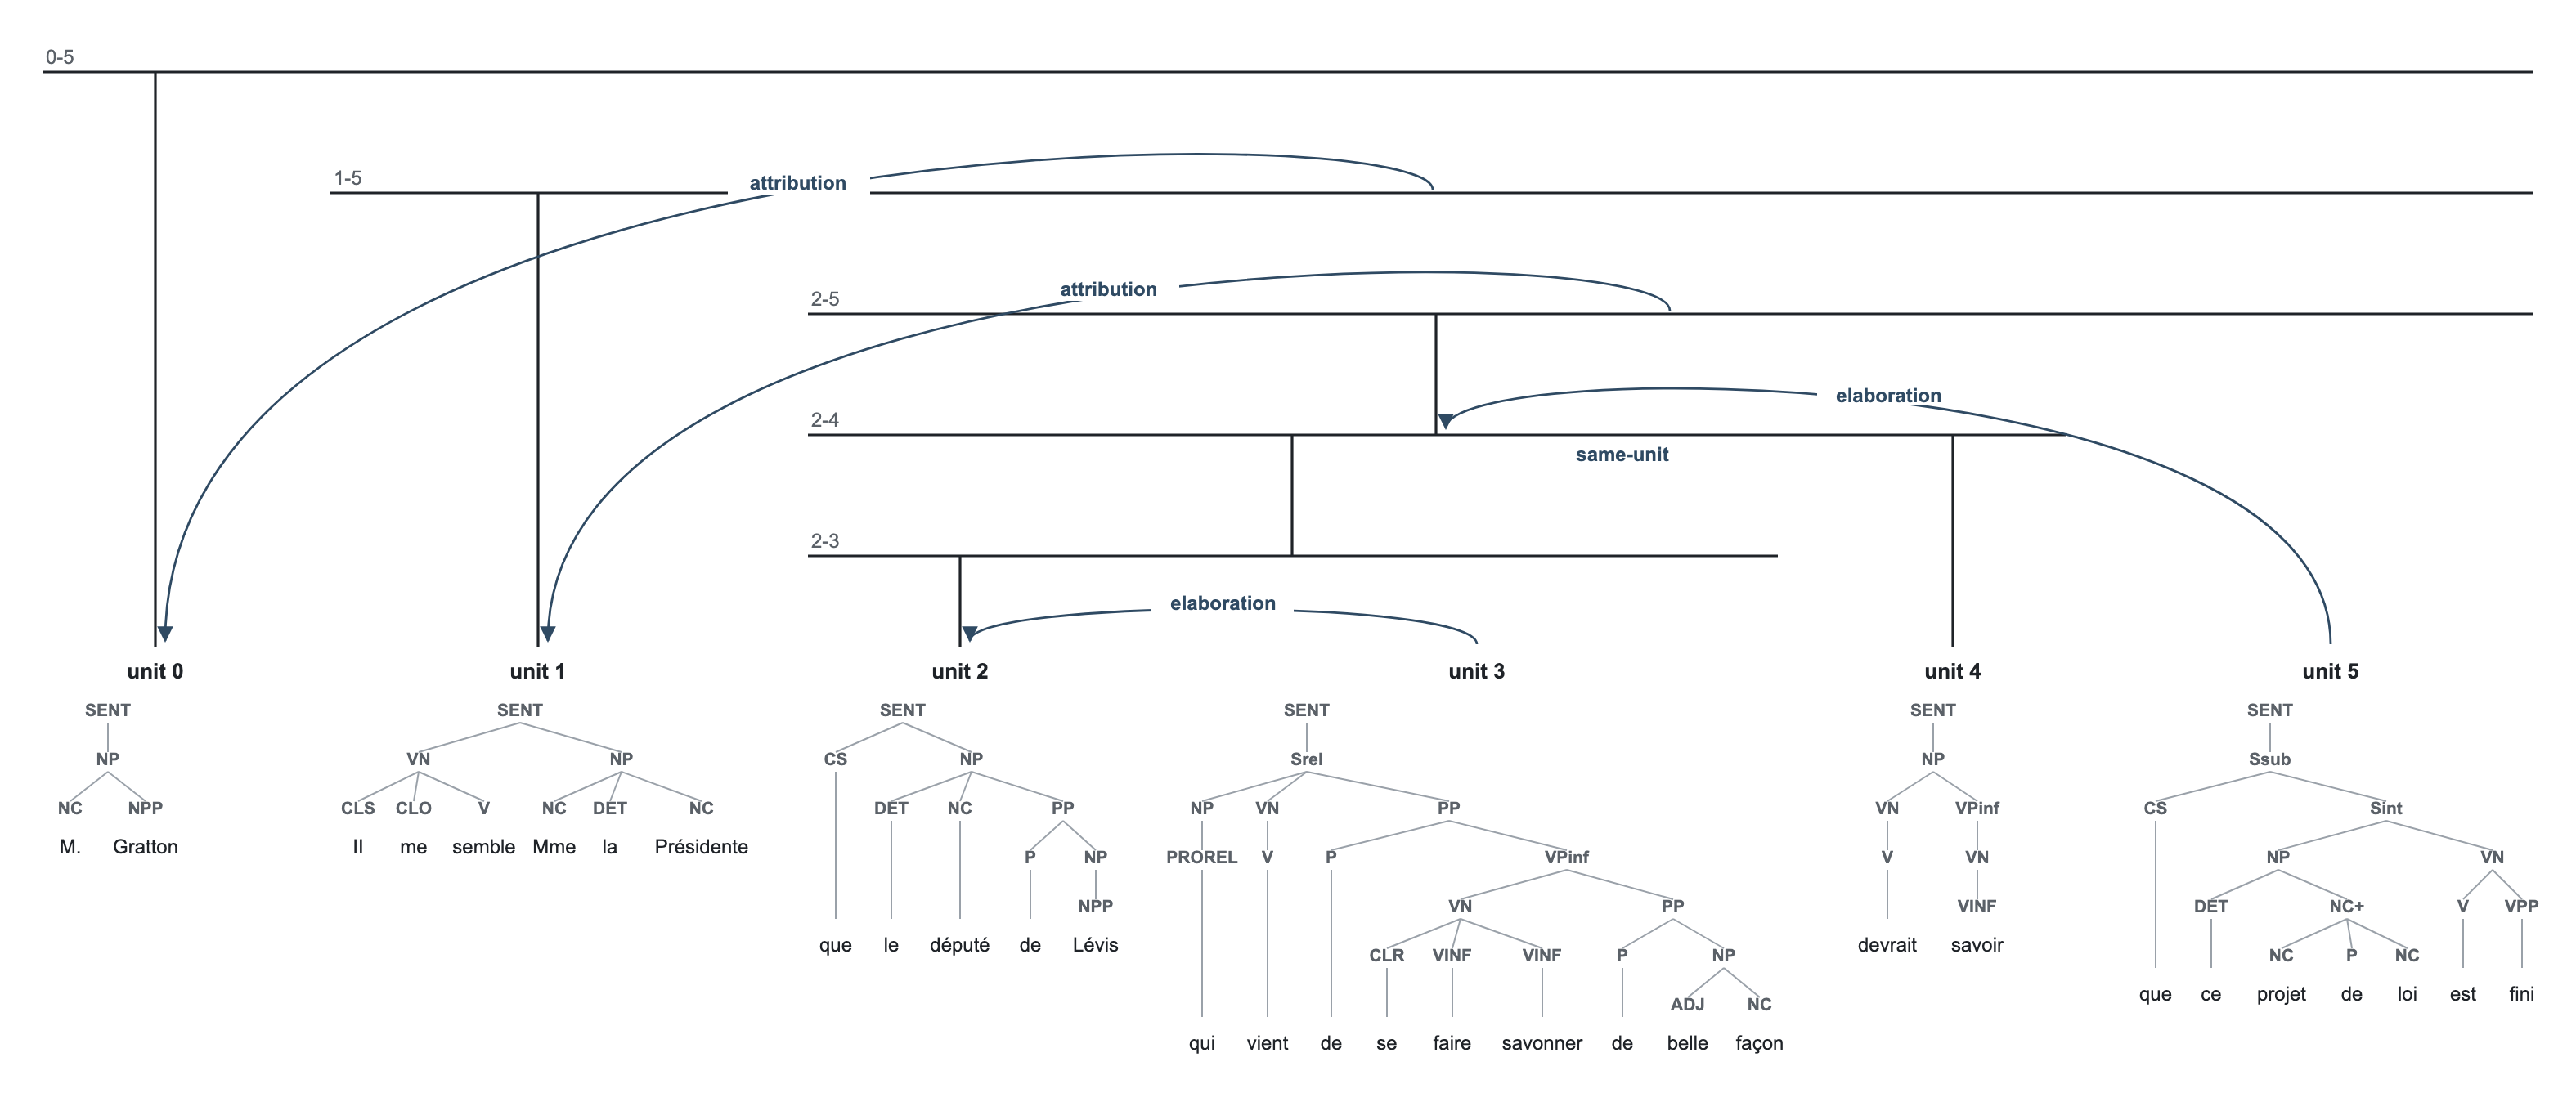 0-5
1-5
attribution
attribution
2-5
elaboration
2-4
same-unit
2-3
elaboration
unit 0 unit 1 unit 2 unit 3 unit 4 unit 5
SENT SENT SENT SENT SENT SENT
NP VN NP CS NP Srel NP Ssub
NC NPP CLS CLO V NC DET NC DET NC PP NP VN PP VN VPinf CS Sint
M. Gratton Il me semble Mme la Présidente
P NP PROREL V P VPinf V VN NP VN
NPP VN PP VINF DET NC+ V VPP
que le député de Lévis devrait savoir
CLR VINF VINF P NP NC P NC
que ce projet de loi est fini
ADJ NC
qui vient de se faire savonner de belle façon